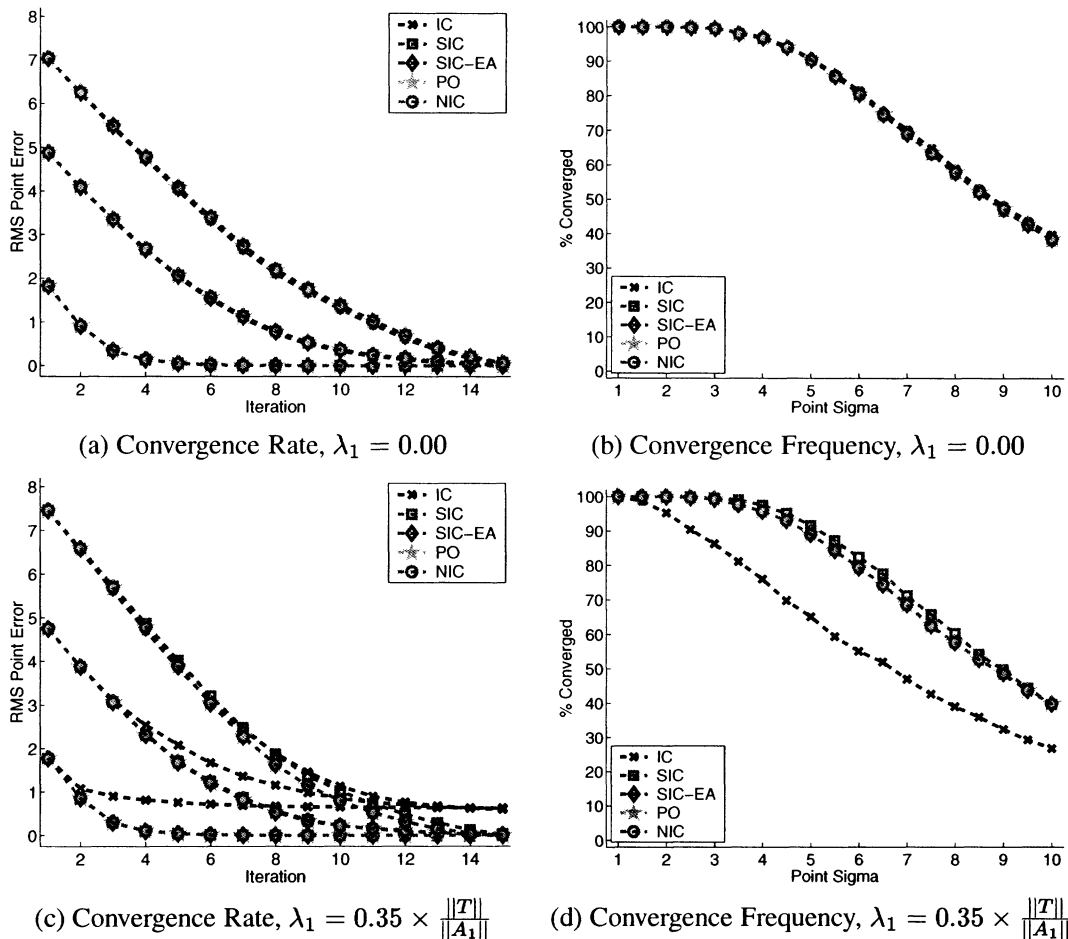 IC
SIC
SIC-EA
PO
NIC
7
6
5
4
3
2
1
0
RMS Point Error
2 4 6 8 10 12 14
Iteration
(a) Convergence Rate, λ₁ = 0.00
100
90
80
70
60
50
40
30
20
10
0
% Converged
IC
SIC
SIC-EA
PO
NIC
1 2 3 4 5 6 7 8 9 10
Point Sigma
(b) Convergence Frequency, λ₁ = 0.00
IC
SIC
SIC-EA
PO
NIC
8
7
6
5
4
3
2
1
0
RMS Point Error
2 4 6 8 10 12 14
Iteration
(c) Convergence Rate, λ₁ = 0.35 × ||T|| / ||A₁||
100
90
80
70
60
50
40
30
20
10
0
% Converged
IC
SIC
SIC-EA
PO
NIC
1 2 3 4 5 6 7 8 9 10
Point Sigma
(d) Convergence Frequency, λ₁ = 0.35 × ||T|| / ||A₁||